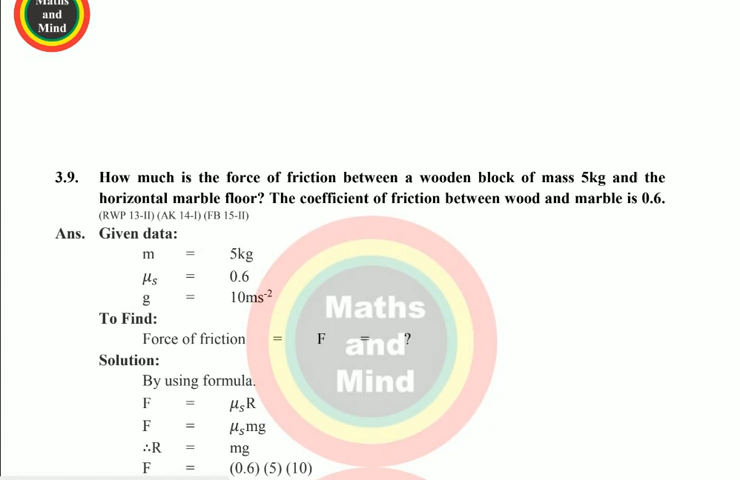 Maths
and
Mind
3.9. How much is the force of friction between a wooden block of mass 5kg and the
horizontal marble floor? The coefficient of friction between wood and marble is 0.6.
(RWP 13-II) (AK 14-I) (FB 15-II)
Ans. Given data:
m = 5kg
μs = 0.6
g = 10ms-2
To Find:
Force of friction = F = ?
Solution:
By using formula.
F = μsR
F = μsmg
∴R = mg
F = (0.6) (5) (10)
Maths
and
Mind